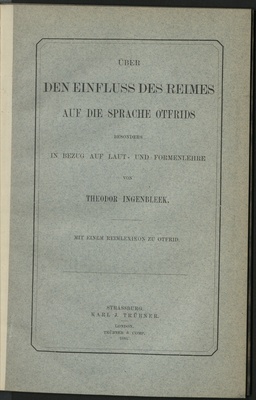 ÜBER
DEN EINFLUSS DES REIMES
AUF DIE SPRACHE OTFRIDS
BESONDERS
IN BEZUG AUF LAUT- UND FORMENLEHRE
VON
THEODOR INGENBLEEK.
MIT EINEM REIMLEXIKON ZU OTFRID.
STRASSBURG.
KARL J. TRÜBNER.
LONDON.
TRÜBNER & COMP.